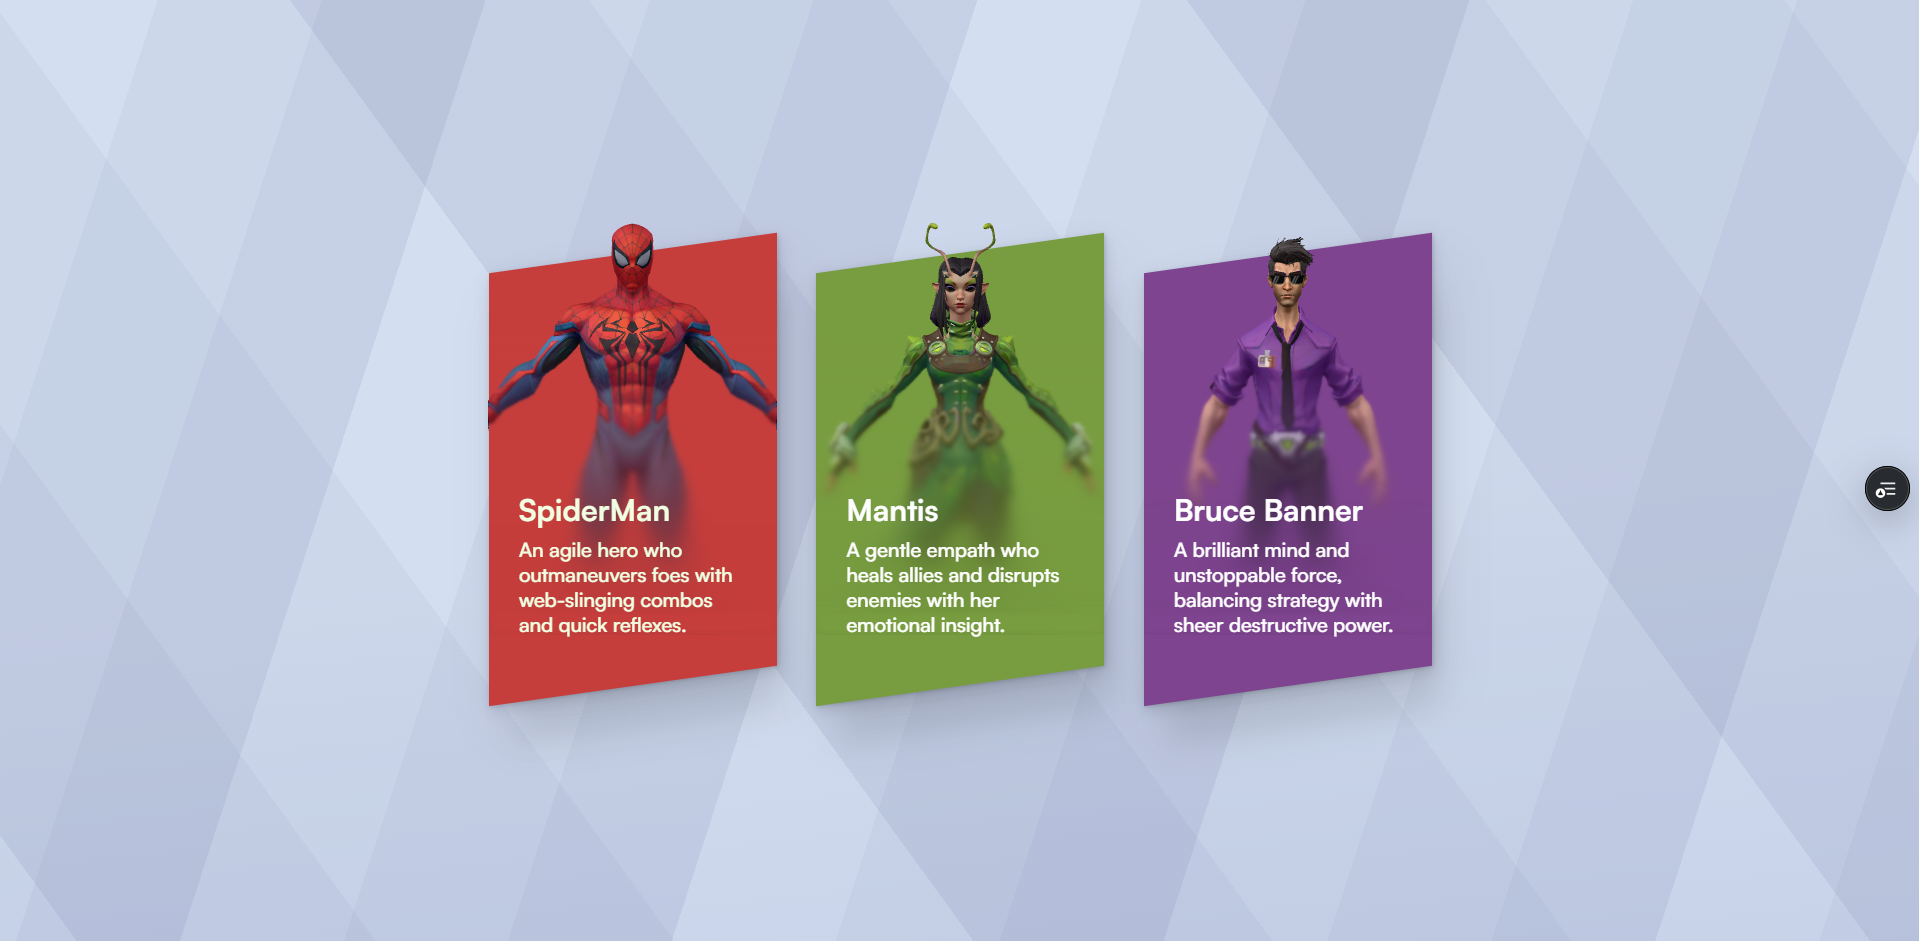 SpiderMan
An agile hero who
outmaneuvers foes with
web-slinging combos
and quick reflexes.
Mantis
A gentle empath who
heals allies and disrupts
enemies with her
emotional insight.
Bruce Banner
A brilliant mind and
unstoppable force,
balancing strategy with
sheer destructive power.